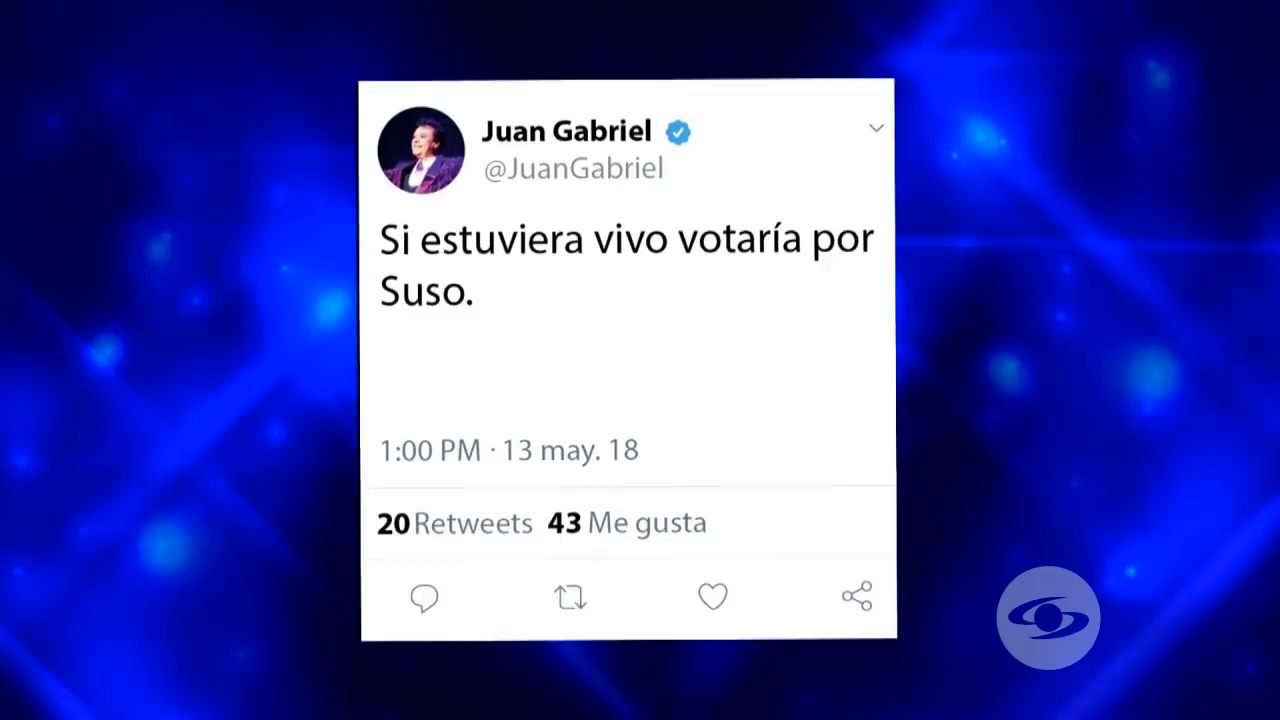 Juan Gabriel
@JuanGabriel
Si estuviera vivo votaría por
Suso.
1:00 PM · 13 may. 18
20 Retweets 43 Me gusta